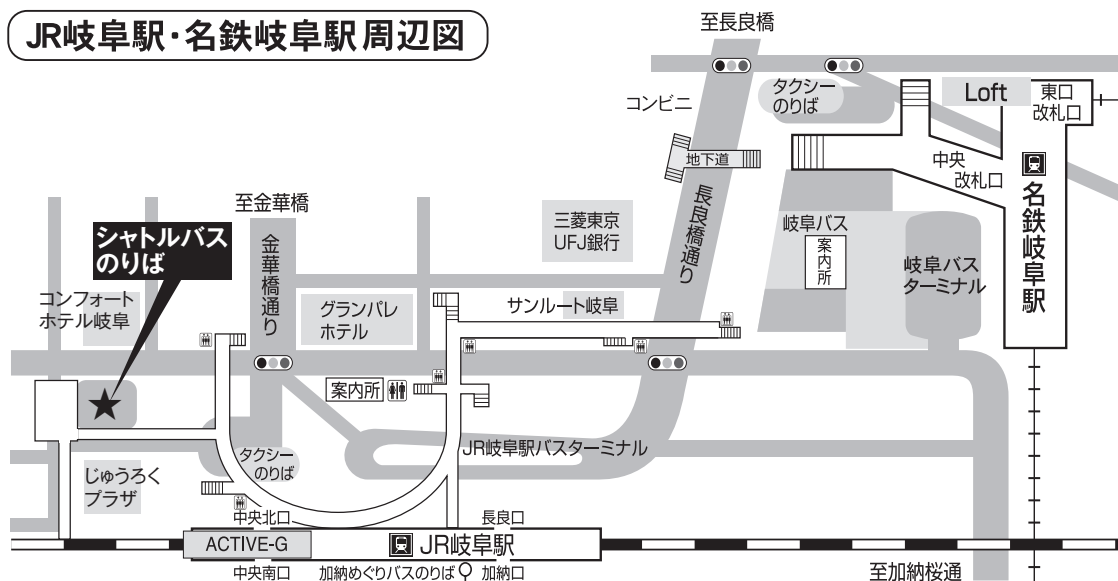 JR岐阜駅・名鉄岐阜駅 周辺図
至長良橋
コンビニ
タクシー
のりば
Loft
東口
改札口
地下道
中央
改札口
名鉄岐阜駅
至金華橋
シャトルバス
のりば
金華橋通り
三菱東京
UFJ銀行
長良橋通り
岐阜バス
案内所
岐阜バス
ターミナル
コンフォート
ホテル岐阜
グランパレ
ホテル
サンルート岐阜
案内所
じゅうろく
プラザ
タクシー
のりば
JR岐阜駅バスターミナル
中央北口
長良口
ACTIVE-G
JR岐阜駅
中央南口
加納めぐりバスのりば
加納口
至加納桜通